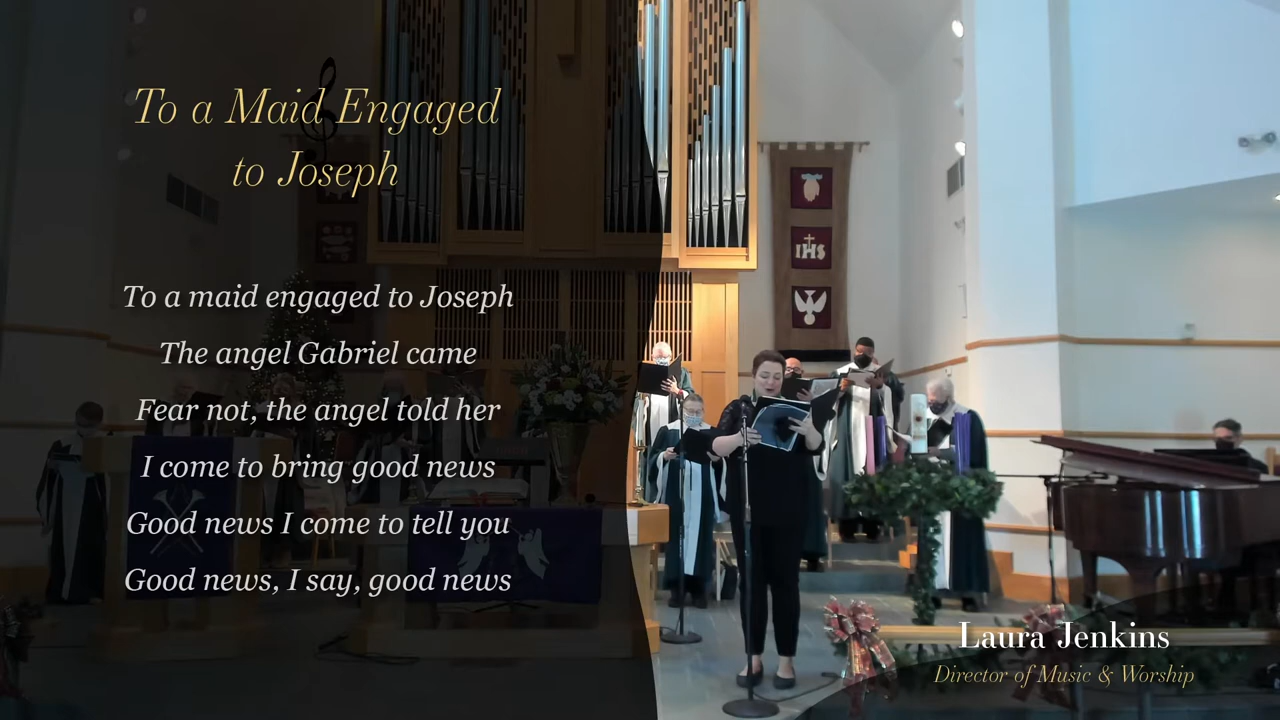 To a Maid Engaged
to Joseph
To a maid engaged to Joseph
The angel Gabriel came
Fear not, the angel told her
I come to bring good news
Good news I come to tell you
Good news, I say, good news
IHS
Laura Jenkins
Director of Music & Worship